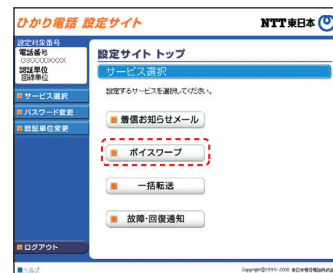 ひかり電話 設定サイト
NTT東日本
設定対象番号
電話番号
030000XXXX
認証単位
回線単位
サービス選択
パスワード変更
認証単位変更
ログアウト
ヘルプ
設定サイト トップ
サービス選択
設定するサービスを選択してください。
着信お知らせメール
ボイスワープ
一括転送
故障・回復通知